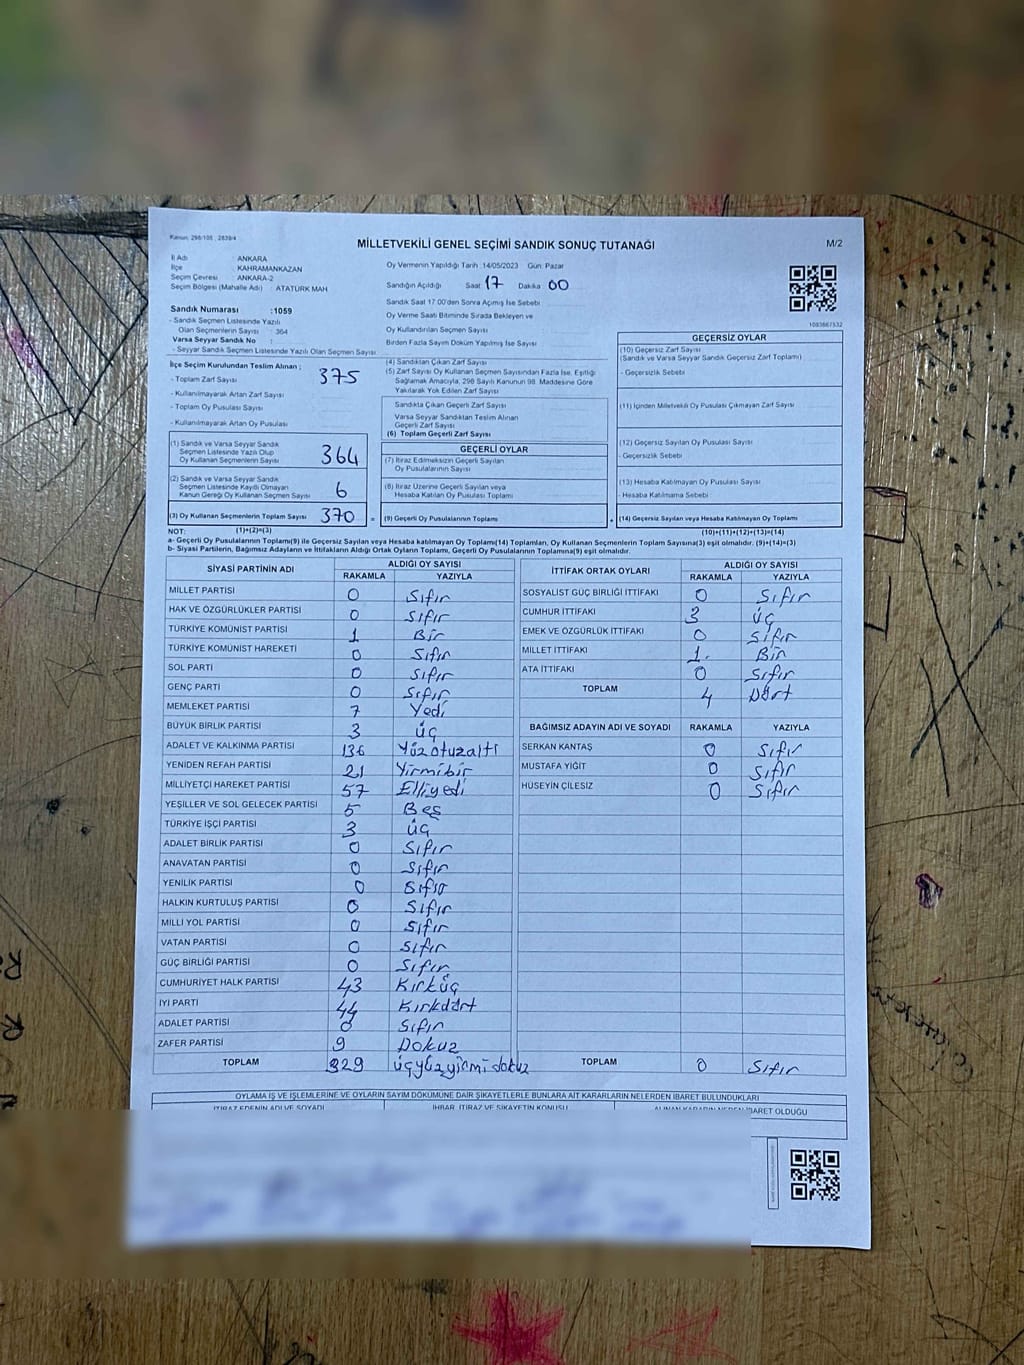 Kanun: 298/105 , 2839/4
MİLLETVEKİLİ GENEL SEÇİMİ SANDIK SONUÇ TUTANAĞI
M/2
İl Adı : ANKARA
İlçe : KAHRAMANKAZAN
Seçim Çevresi : ANKARA-2
Seçim Bölgesi (Mahalle Adı) : ATATÜRK MAH
Sandık Numarası :1059
- Sandık Seçmen Listesinde Yazılı
Olan Seçmenlerin Sayısı : 364
Varsa Seyyar Sandık No :
- Seyyar Sandık Seçmen Listesinde Yazılı Olan Seçmen Sayısı
Oy Vermenin Yapıldığı Tarih :14/05/2023 Gün: Pazar
Sandığın Açıldığı Saat 17 Dakika 00
Sandık Saat 17:00'den Sonra Açılmış İse Sebebi
Oy Verme Saati Bitiminde Sırada Bekleyen ve
Oy Kullandırılan Seçmen Sayısı
Birden Fazla Sayım Döküm Yapılmış İse Sayısı
1093667532
İlçe Seçim Kurulundan Teslim Alınan ;
- Toplam Zarf Sayısı 375
- Kullanılmayarak Artan Zarf Sayısı
- Toplam Oy Pusulası Sayısı
- Kullanılmayarak Artan Oy Pusulası
(1) Sandık ve Varsa Seyyar Sandık
Seçmen Listesinde Yazılı Olup
Oy Kullanan Seçmenlerin Sayısı 364
(2) Sandık ve Varsa Seyyar Sandık
Seçmen Listesinde Kayıtlı Olmayan
Kanun Gereği Oy Kullanan Seçmen Sayısı 6
(3) Oy Kullanan Seçmenlerin Toplam Sayısı 370 =
(1)+(2)=(3)
(4) Sandıktan Çıkan Zarf Sayısı
(5) Zarf Sayısı Oy Kullanan Seçmen Sayısından Fazla İse, Eşitliği
Sağlamak Amacıyla, 298 Sayılı Kanunun 98. Maddesine Göre
Yakılarak Yok Edilen Zarf Sayısı
Sandıkta Çıkan Geçerli Zarf Sayısı
Varsa Seyyar Sandıktan Teslim Alınan
Geçerli Zarf Sayısı
(6) Toplam Geçerli Zarf Sayısı
GEÇERLİ OYLAR
(7) İtiraz Edilmeksizin Geçerli Sayılan
Oy Pusulalarının Sayısı
(8) İtiraz Üzerine Geçerli Sayılan veya
Hesaba Katılan Oy Pusulası Toplamı
(9) Geçerli Oy Pusulalarının Toplamı +
GEÇERSİZ OYLAR
(10) Geçersiz Zarf Sayısı
(Sandık ve Varsa Seyyar Sandık Geçersiz Zarf Toplamı)
- Geçersizlik Sebebi
(11) İçinden Milletvekili Oy Pusulası Çıkmayan Zarf Sayısı
(12) Geçersiz Sayılan Oy Pusulası Sayısı
- Geçersizlik Sebebi
(13) Hesaba Katılmayan Oy Pusulası Sayısı
- Hesaba Katılmama Sebebi
(14) Geçersiz Sayılan veya Hesaba Katılmayan Oy Toplamı
(10)+(11)+(12)+(13)=(14)
NOT:
a- Geçerli Oy Pusulalarının Toplamı(9) ile Geçersiz Sayılan veya Hesaba Katılmayan Oy Toplam(14) Toplamları, Oy Kullanan Seçmenlerin Toplam Sayısına(3) eşit olmalıdır. (9)+(14)=(3)
b- Siyasi Partilerin, Bağımsız Adayların ve İttifakların Aldığı Ortak Oyların Toplamı, Geçerli Oy Pusulalarının Toplamına(9) eşit olmalıdır.
SİYASİ PARTİNİN ADI ALDIĞI OY SAYISI
RAKAMLA YAZIYLA
MİLLET PARTİSİ 0 Sıfır
HAK VE ÖZGÜRLÜKLER PARTİSİ 0 Sıfır
TÜRKİYE KOMÜNİST PARTİSİ 1 Bir
TÜRKİYE KOMÜNİST HAREKETİ 0 Sıfır
SOL PARTİ 0 Sıfır
GENÇ PARTİ 0 Sıfır
MEMLEKET PARTİSİ 7 Yedi
BÜYÜK BİRLİK PARTİSİ 3 üç
ADALET VE KALKINMA PARTİSİ 136 Yüzotuzaltı
YENİDEN REFAH PARTİSİ 21 Yirmibir
MİLLİYETÇİ HAREKET PARTİSİ 57 Elliyedi
YEŞİLLER VE SOL GELECEK PARTİSİ 5 Beş
TÜRKİYE İŞÇİ PARTİSİ 3 üç
ADALET BİRLİK PARTİSİ 0 Sıfır
ANAVATAN PARTİSİ 0 Sıfır
YENİLİK PARTİSİ 0 Sıfır
HALKIN KURTULUŞ PARTİSİ 0 Sıfır
MİLLİ YOL PARTİSİ 0 Sıfır
VATAN PARTİSİ 0 Sıfır
GÜÇ BİRLİĞİ PARTİSİ 0 Sıfır
CUMHURİYET HALK PARTİSİ 43 Kırküç
İYİ PARTİ 44 Kırkdört
ADALET PARTİSİ 0 Sıfır
ZAFER PARTİSİ 9 Dokuz
TOPLAM 329 üçyüzyirmi dokuz
İTTİFAK ORTAK OYLARI ALDIĞI OY SAYISI
RAKAMLA YAZIYLA
SOSYALİST GÜÇ BİRLİĞİ İTTİFAKI 0 Sıfır
CUMHUR İTTİFAKI 3 üç
EMEK VE ÖZGÜRLÜK İTTİFAKI 0 Sıfır
MİLLET İTTİFAKI 1. Bir
ATA İTTİFAKI 0 Sıfır
TOPLAM 4 Dört
BAĞIMSIZ ADAYIN ADI VE SOYADI RAKAMLA YAZIYLA
SERKAN KANTAŞ 0 Sıfır
MUSTAFA YİĞİT 0 Sıfır
HÜSEYİN ÇİLESİZ 0 Sıfır
TOPLAM 0 Sıfır
OYLAMA İŞ VE İŞLEMLERİNE VE OYLARIN SAYIM DÖKÜMÜNE DAİR ŞİKAYETLERLE BUNLARA AİT KARARLARIN NELERDEN İBARET BULUNDUKLARI
İTİRAZ EDENİN ADI VE SOYADI İHBAR, İTİRAZ VE ŞİKAYETİN KONUSU ALINAN KARARIN NEDEN İBARET OLDUĞU